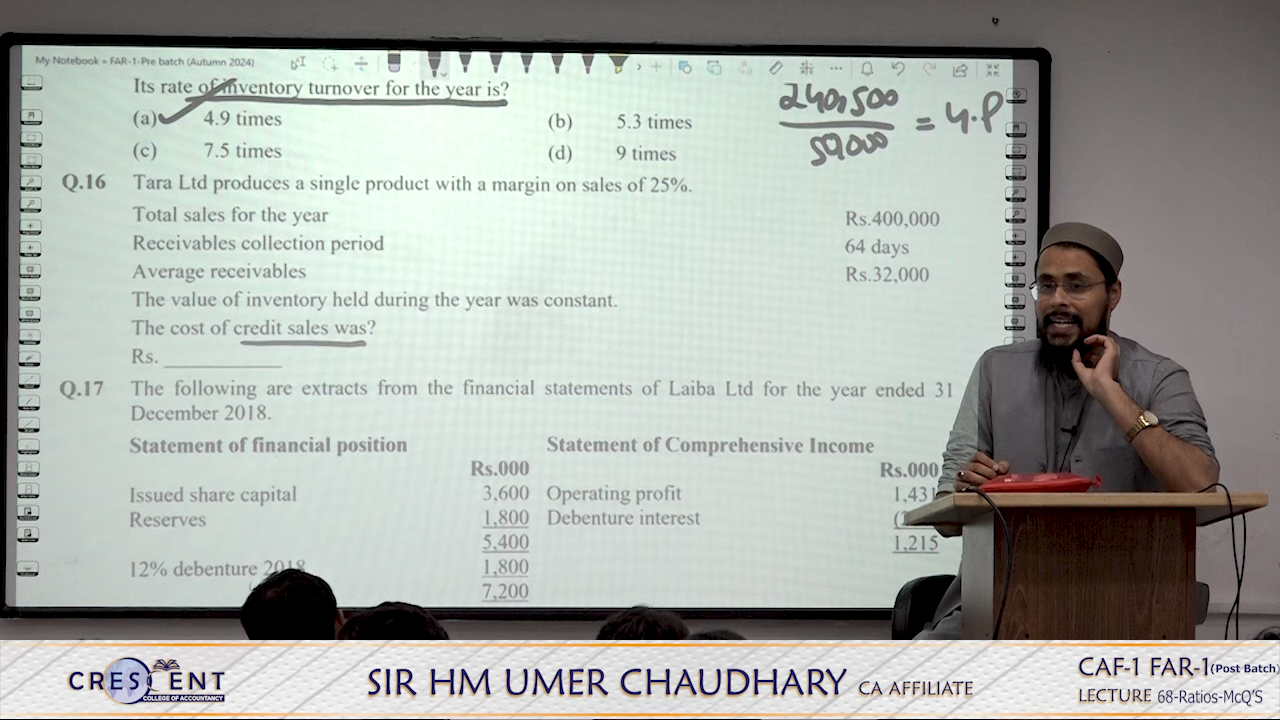 My Notebook » FAR-1-Pre batch (Autumn 2024)
Its rate of inventory turnover for the year is?
(a) 4.9 times (b) 5.3 times
(c) 7.5 times (d) 9 times
240,500
59000
= 4.9
Q.16 Tara Ltd produces a single product with a margin on sales of 25%.
Total sales for the year Rs.400,000
Receivables collection period 64 days
Average receivables Rs.32,000
The value of inventory held during the year was constant.
The cost of credit sales was?
Rs. ____________
Q.17 The following are extracts from the financial statements of Laiba Ltd for the year ended 31
December 2018.
Statement of financial position Statement of Comprehensive Income
Rs.000 Rs.000
Issued share capital 3,600 Operating profit 1,431
Reserves 1,800 Debenture interest
5,400 1,215
12% debenture 2018 1,800
7,200
CRESCENT
COLLEGE OF ACCOUNTANCY
SIR HM UMER CHAUDHARY CA AFFILIATE
CAF-1 FAR-1 (Post Batch)
LECTURE 68-Ratios-McQ'S